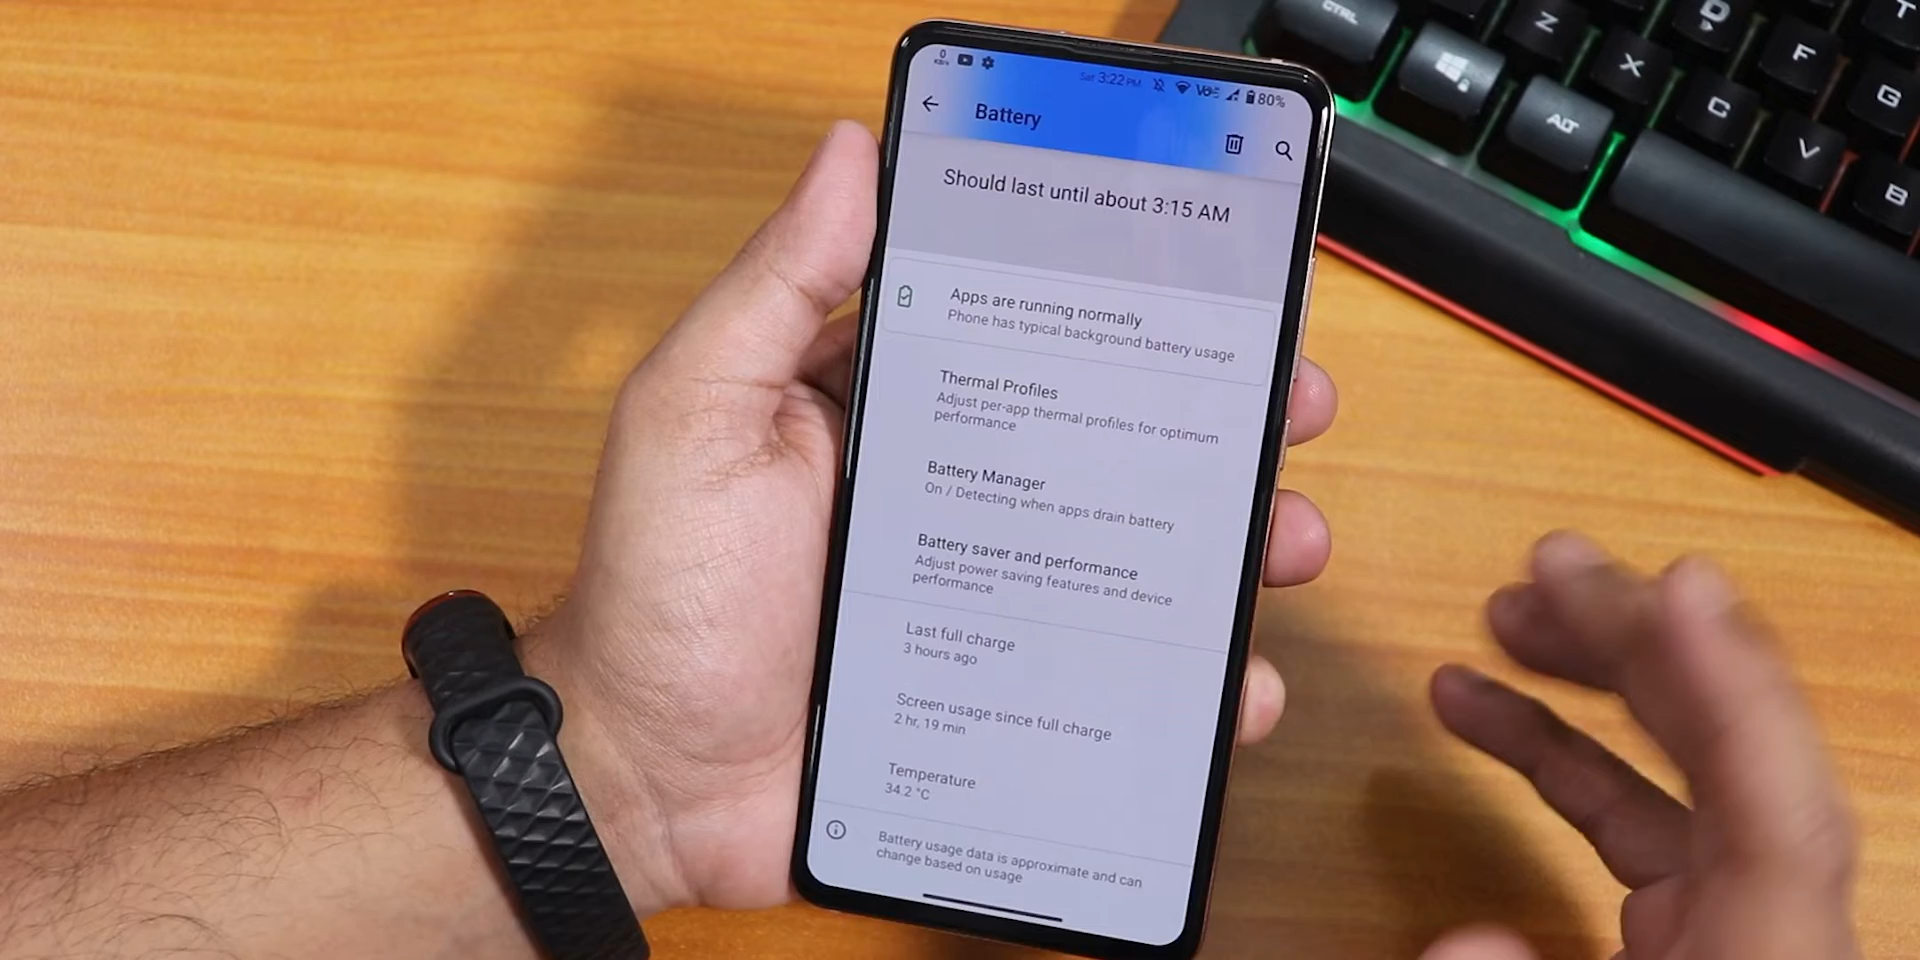 0
KB/s
Sat 3:22 PM
80%
Battery
Should last until about 3:15 AM
Apps are running normally
Phone has typical background battery usage
Thermal Profiles
Adjust per-app thermal profiles for optimum
performance
Battery Manager
On / Detecting when apps drain battery
Battery saver and performance
Adjust power saving features and device
performance
Last full charge
3 hours ago
Screen usage since full charge
2 hr, 19 min
Temperature
34.2 °C
Battery usage data is approximate and can
change based on usage
CTRL
Z
D
T
X
F
ALT
C
G
V
B